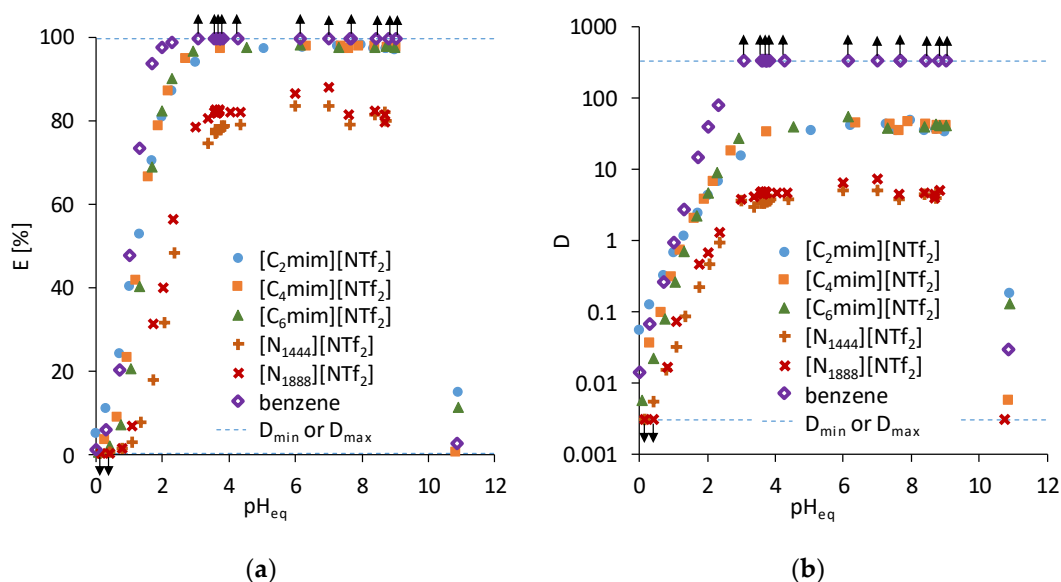 100
80
60
40
20
0
E [%]
[C₂mim][NTf₂]
[C₄mim][NTf₂]
[C₆mim][NTf₂]
[N₁₄₄₄][NTf₂]
[N₁₈₈₈][NTf₂]
benzene
D_min or D_max
0 2 4 6 8 10 12
pH_eq
(a)
1000
100
10
1
0.1
0.01
0.001
D
[C₂mim][NTf₂]
[C₄mim][NTf₂]
[C₆mim][NTf₂]
[N₁₄₄₄][NTf₂]
[N₁₈₈₈][NTf₂]
benzene
D_min or D_max
0 2 4 6 8 10 12
pH_eq
(b)